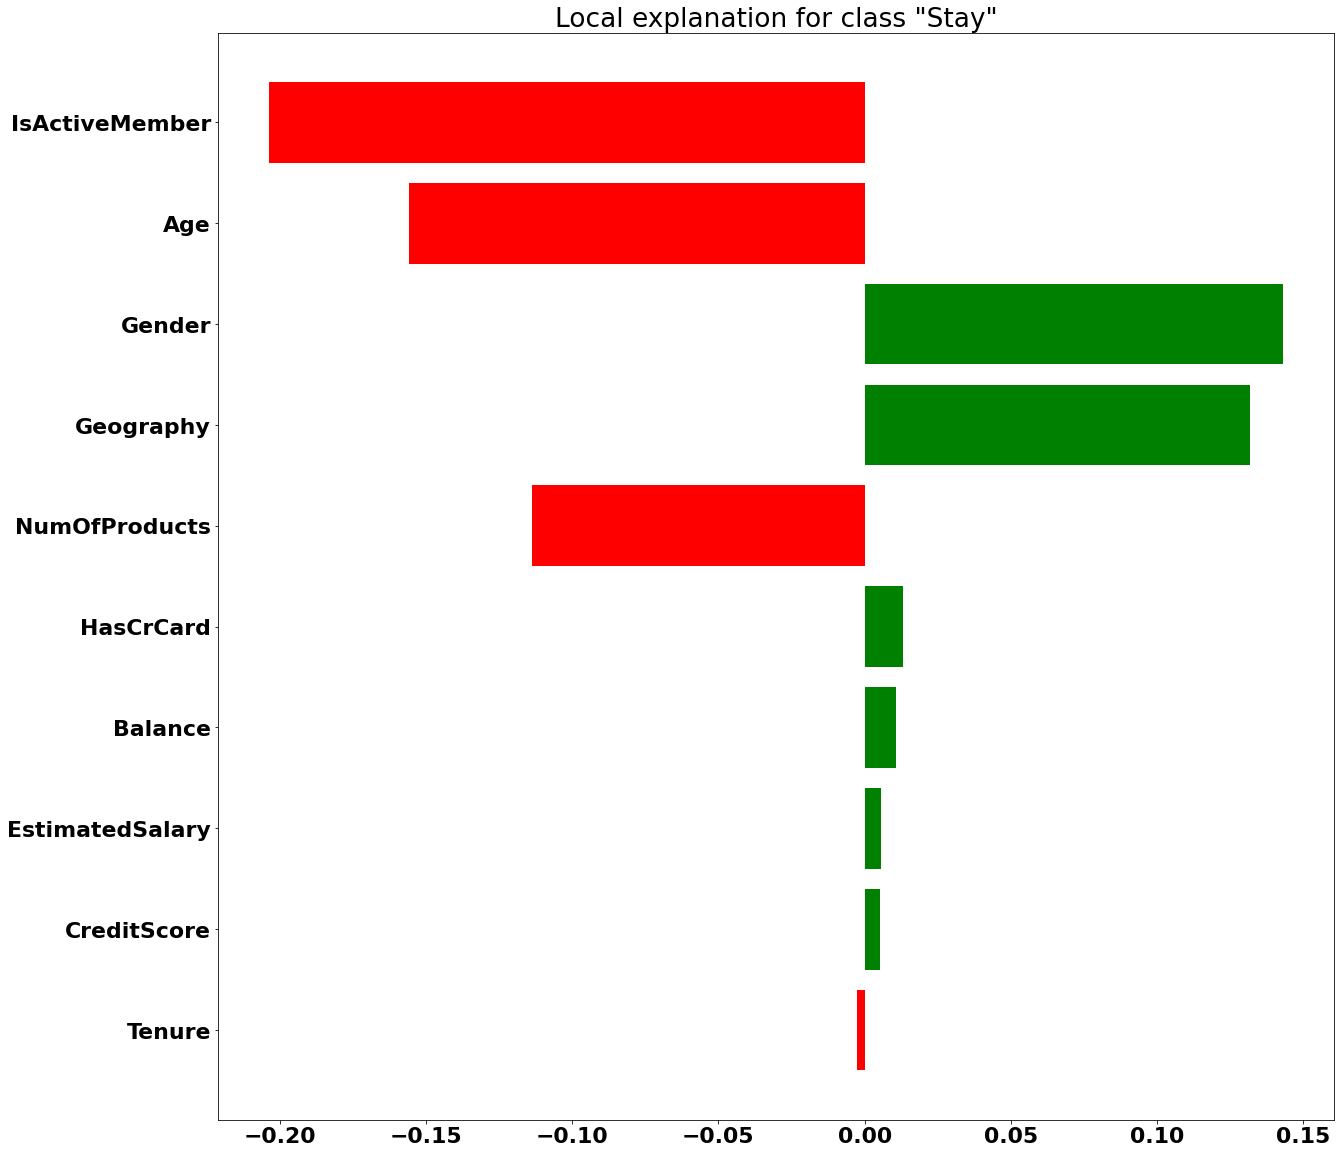 Local explanation for class "Stay"
IsActiveMember
Age
Gender
Geography
NumOfProducts
HasCrCard
Balance
EstimatedSalary
CreditScore
Tenure
−0.20 −0.15 −0.10 −0.05 0.00 0.05 0.10 0.15